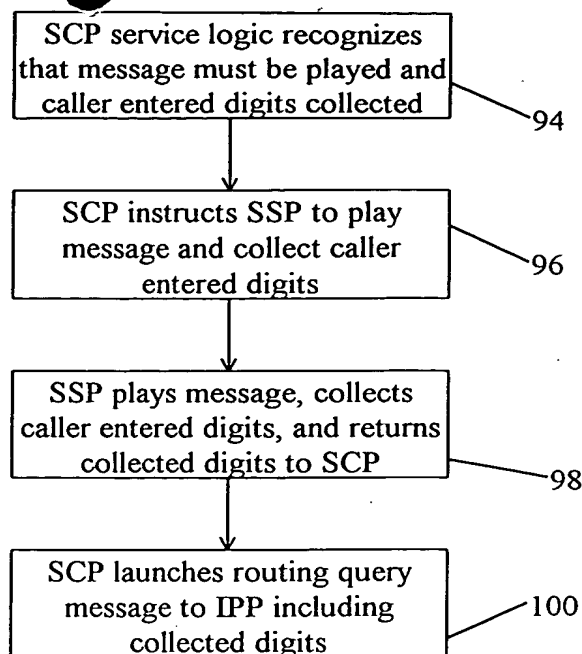 SCP service logic recognizes
that message must be played and
caller entered digits collected
94
SCP instructs SSP to play
message and collect caller
entered digits
96
SSP plays message, collects
caller entered digits, and returns
collected digits to SCP
98
SCP launches routing query
message to IPP including
collected digits
100